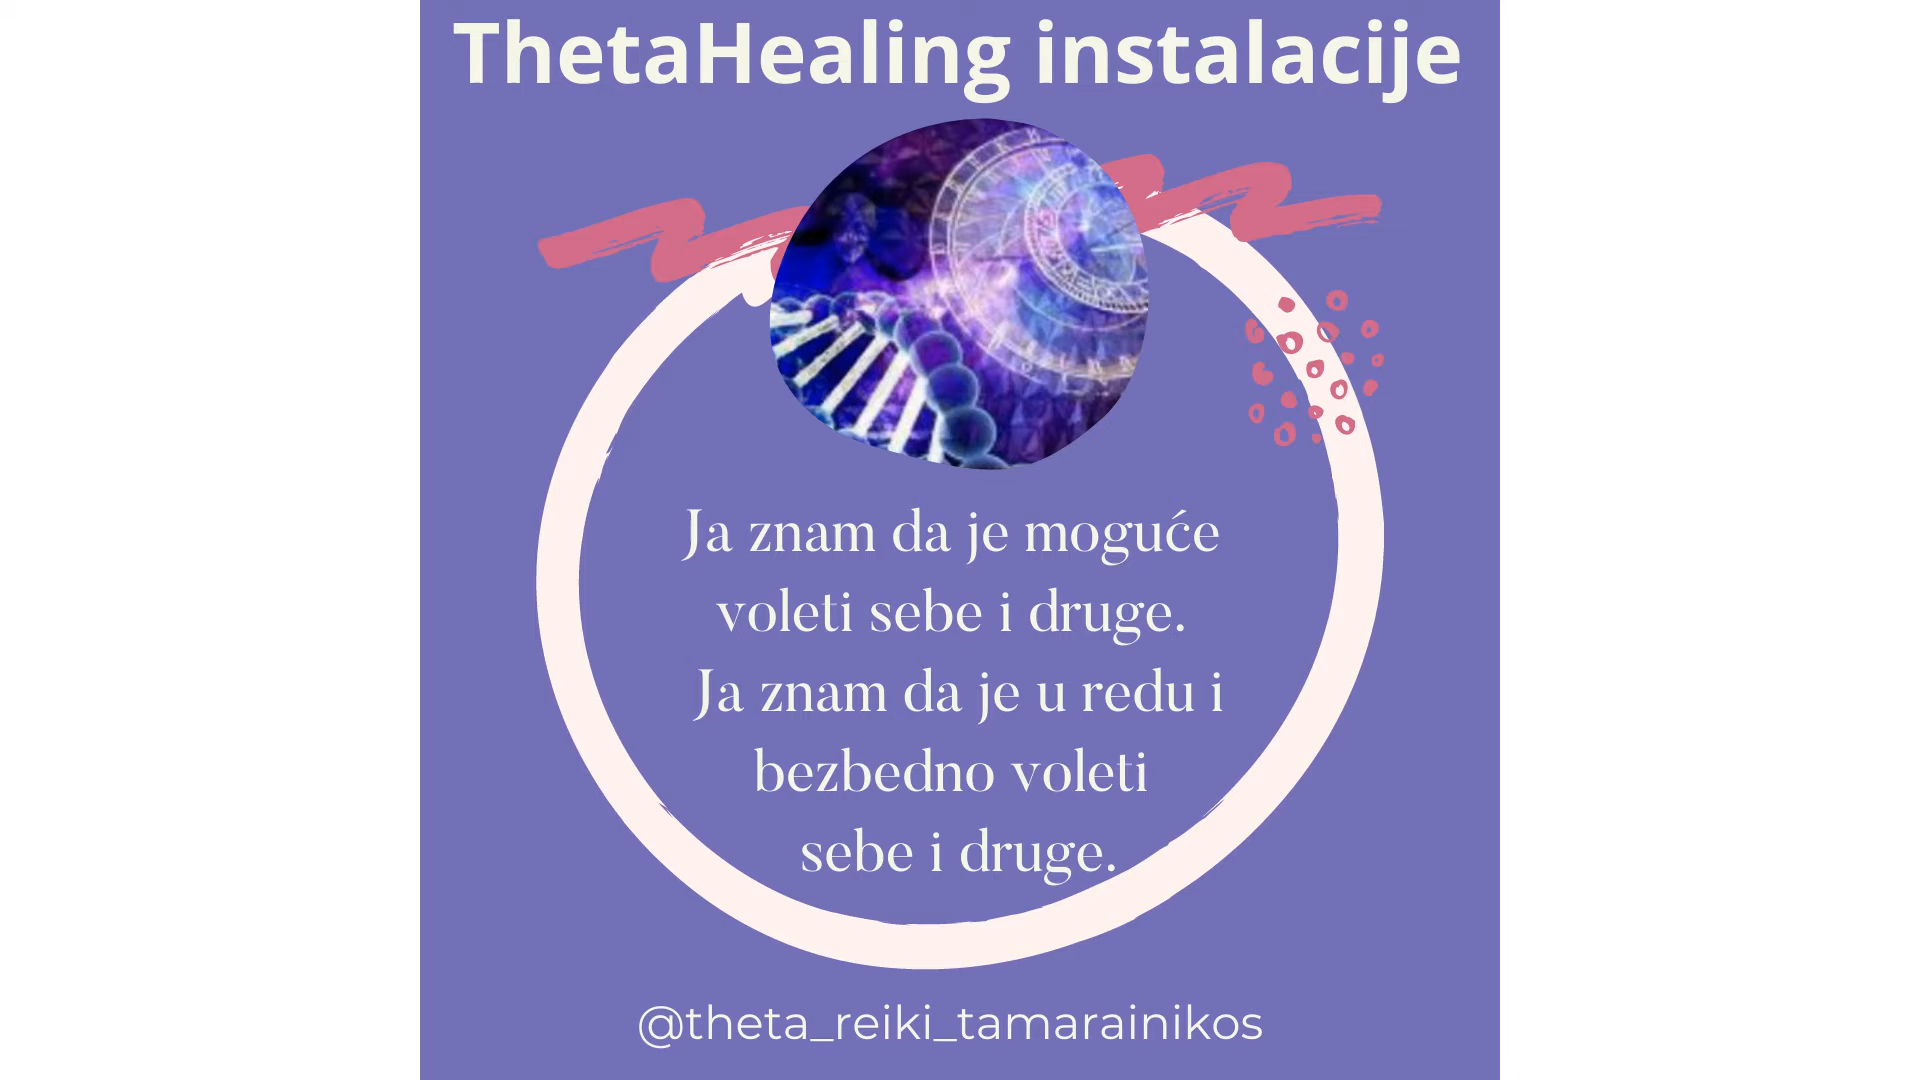 ThetaHealing instalacije
Ja znam da je moguće
voleti sebe i druge.
Ja znam da je u redu i
bezbedno voleti
sebe i druge.
@theta_reiki_tamarainikos